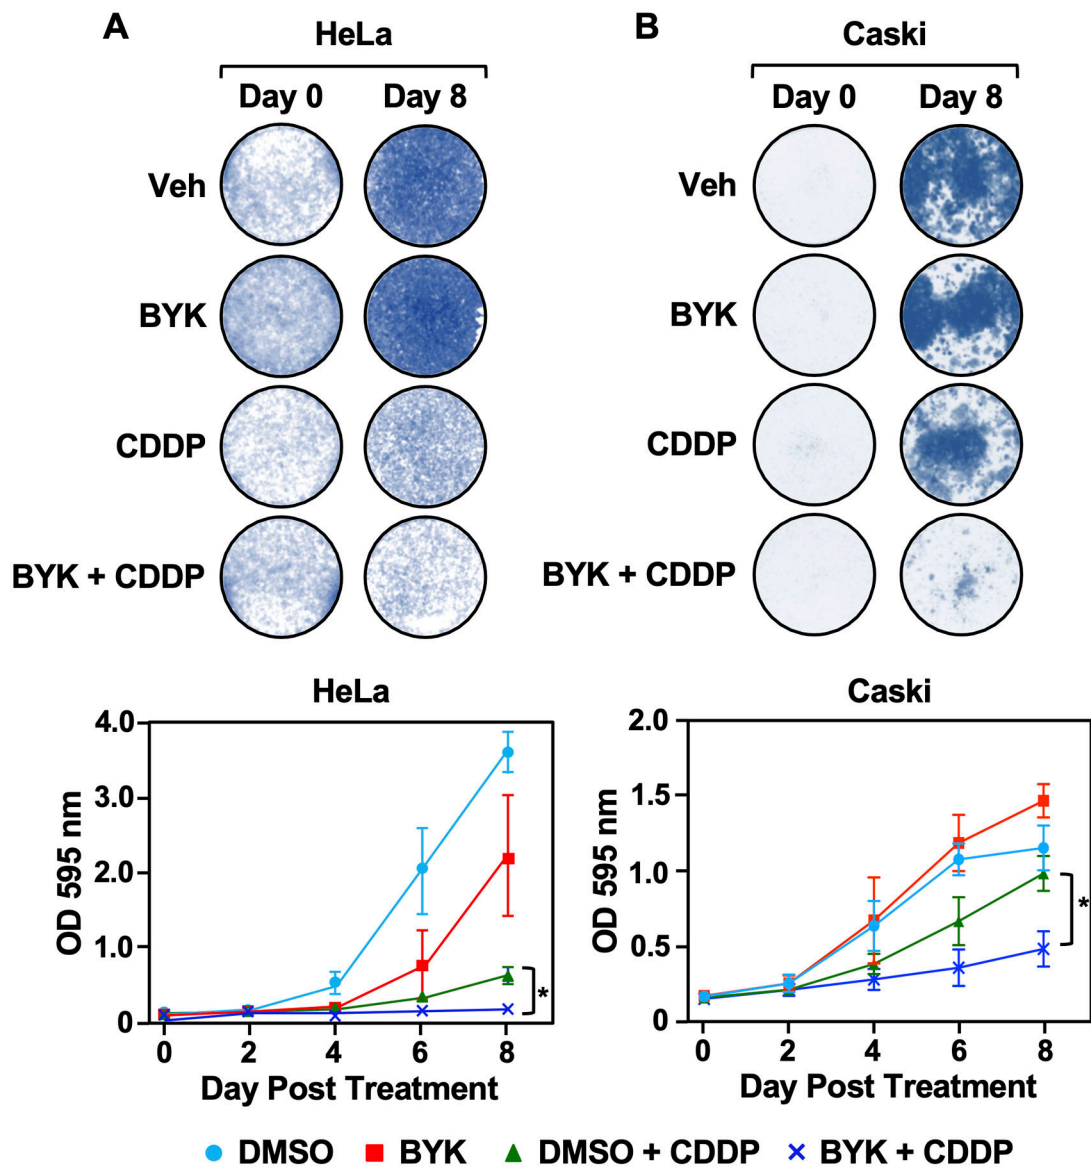 A
HeLa
Day 0 Day 8
Veh
BYK
CDDP
BYK + CDDP
B
Caski
Day 0 Day 8
Veh
BYK
CDDP
BYK + CDDP
HeLa
OD 595 nm
4.0
3.0
2.0
1.0
0
*
0 2 4 6 8
Day Post Treatment
Caski
OD 595 nm
2.0
1.5
1.0
0.5
0
*
0 2 4 6 8
Day Post Treatment
DMSO BYK DMSO + CDDP BYK + CDDP